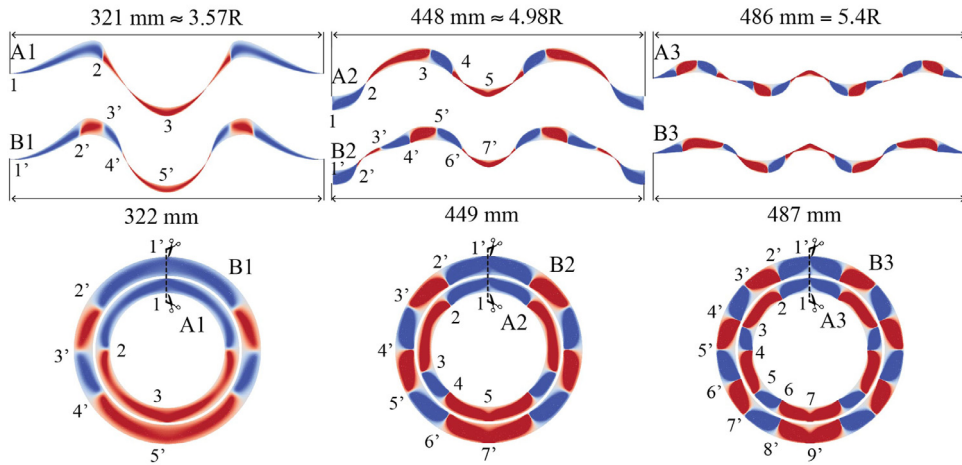 321 mm ≈ 3.57R 448 mm ≈ 4.98R 486 mm = 5.4R
A1 A2 A3
1 2 3
1 2 3 4 5
B1 B2 B3
1' 2' 3' 4' 5'
1' 2' 3' 4' 5' 6' 7'
322 mm 449 mm 487 mm
1' B1 1 A1
2' 3' 4' 5'
2 3
1' B2 1 A2
2' 3' 4' 5' 6' 7'
2 3 4 5
1' B3 1 A3
2' 3' 4' 5' 6' 7' 8' 9'
2 3 4 5 6 7